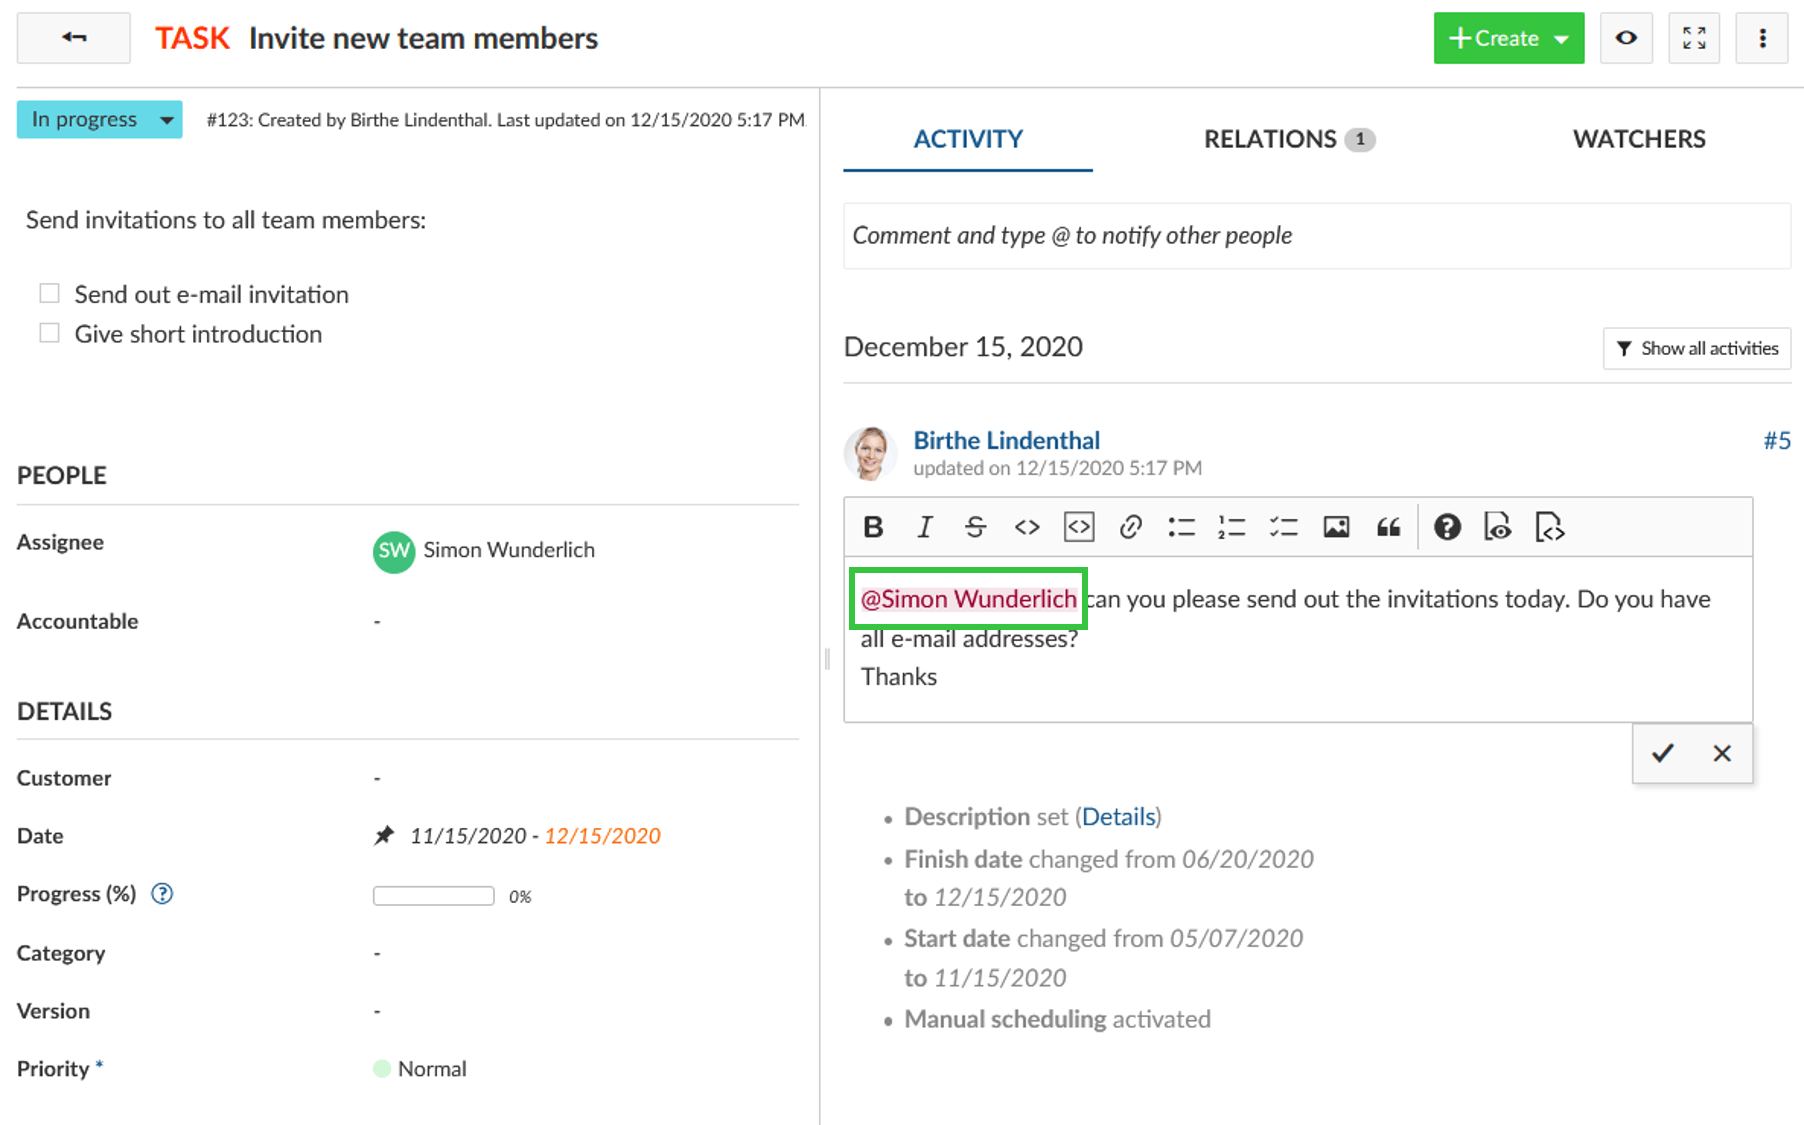 TASK Invite new team members
+ Create
In progress
#123: Created by Birthe Lindenthal. Last updated on 12/15/2020 5:17 PM.
Send invitations to all team members:
Send out e-mail invitation
Give short introduction
PEOPLE
Assignee
SW Simon Wunderlich
Accountable
-
DETAILS
Customer
-
Date
11/15/2020 - 12/15/2020
Progress (%) ?
0%
Category
-
Version
-
Priority *
Normal
ACTIVITY
RELATIONS 1
WATCHERS
Comment and type @ to notify other people
December 15, 2020
Show all activities
Birthe Lindenthal
#5
updated on 12/15/2020 5:17 PM
@Simon Wunderlich can you please send out the invitations today. Do you have
all e-mail addresses?
Thanks
Description set (Details)
Finish date changed from 06/20/2020
to 12/15/2020
Start date changed from 05/07/2020
to 11/15/2020
Manual scheduling activated